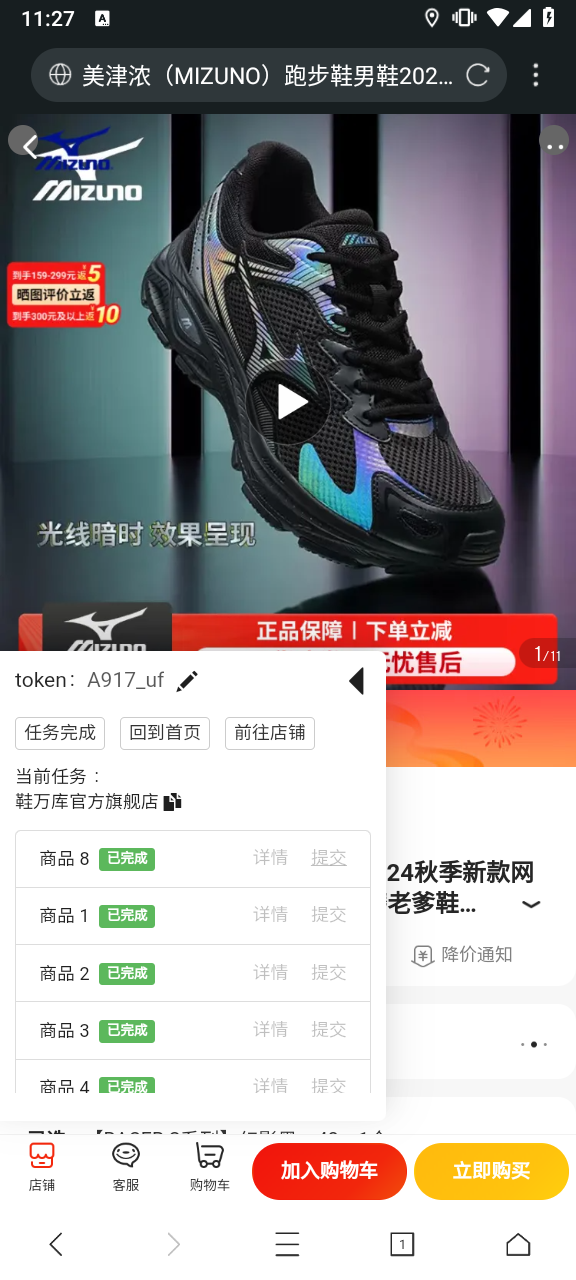 11:27
A
美津浓（MIZUNO）跑步鞋男鞋202...
MIZUNO
MIZUNO
到手159-299元返5
晒图评价立返
到手300元及以上返10
MIZUNO
光线暗时 效果呈现
正品保障 | 下单立减
MIZUNO
忧售后
1/11
token： A917_uf
任务完成
回到首页
前往店铺
当前任务：
鞋万库官方旗舰店
商品 8 已完成 详情 提交
商品 1 已完成 详情 提交
商品 2 已完成 详情 提交
商品 3 已完成 详情 提交
商品 4 已完成 详情 提交
24秋季新款网
老爹鞋...
降价通知
店铺
客服
购物车
加入购物车
立即购买
1